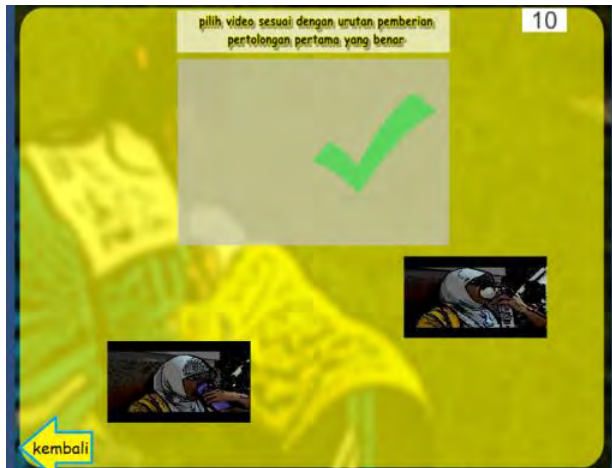 pilih video sesuai dengan urutan pemberian
pertolongan pertama yang benar
10
kembali